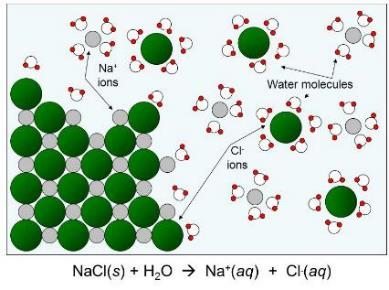 Na⁺
ions
Water molecules
Cl-
ions
NaCl(s) + H₂O → Na⁺(aq) + Cl-(aq)